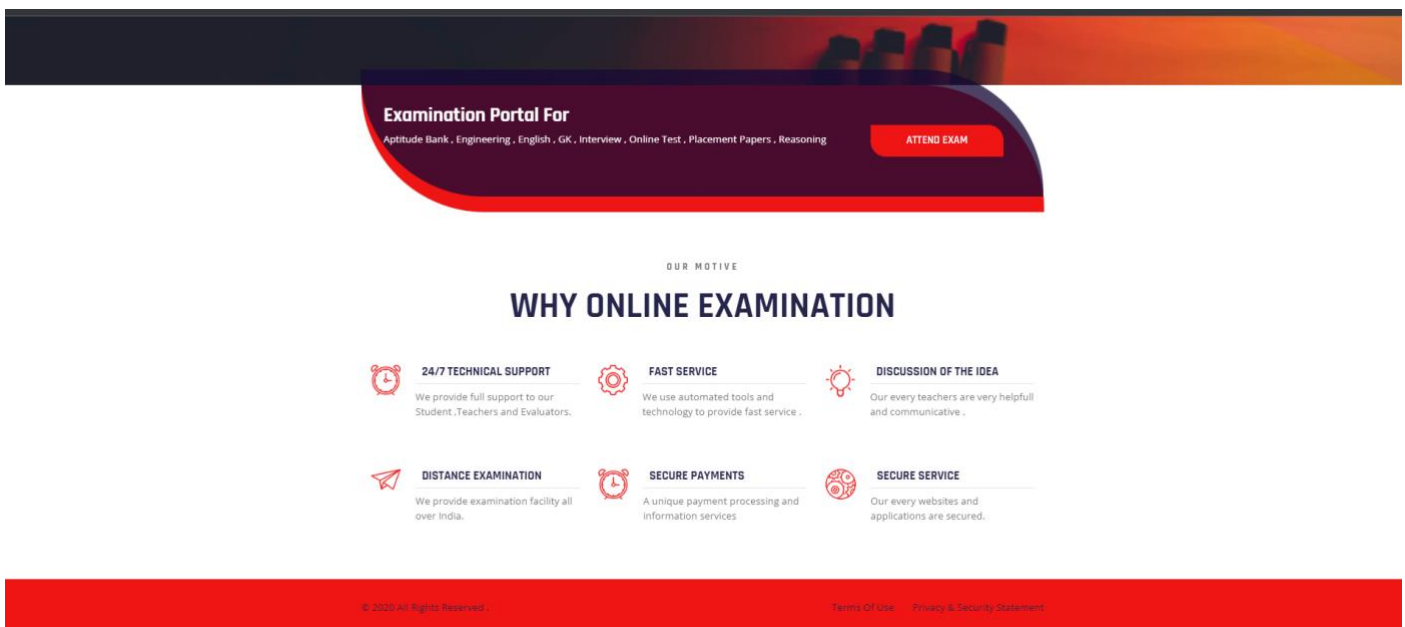 Examination Portal For
Aptitude Bank , Engineering , English , GK , Interview , Online Test , Placement Papers , Reasoning
ATTEND EXAM
OUR MOTIVE
WHY ONLINE EXAMINATION
24/7 TECHNICAL SUPPORT
We provide full support to our
Student .Teachers and Evaluators.
FAST SERVICE
We use automated tools and
technology to provide fast service .
DISCUSSION OF THE IDEA
Our every teachers are very helpfull
and communicative .
DISTANCE EXAMINATION
We provide examination facility all
over India.
SECURE PAYMENTS
A unique payment processing and
information services
SECURE SERVICE
Our every websites and
applications are secured.
© 2020 All Rights Reserved .
Terms Of Use Privacy & Security Statement